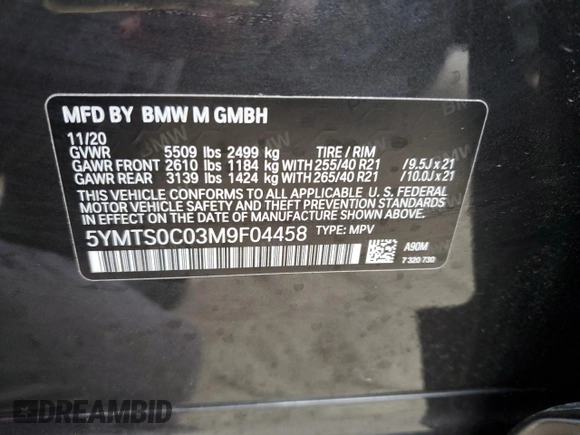 MFD BY BMW M GMBH
11/20
GVWR 5509 lbs 2499 kg TIRE / RIM
GAWR FRONT 2610 lbs 1184 kg WITH 255/40 R21 / 9.5J x 21
GAWR REAR 3139 lbs 1424 kg WITH 265/40 R21 / 10.0J x 21
THIS VEHICLE CONFORMS TO ALL APPLICABLE U. S. FEDERAL
MOTOR VEHICLE SAFETY, BUMPER, AND THEFT PREVENTION
STANDARDS IN EFFECT ON THE DATE OF MANUFACTURE SHOWN ABOVE.
5YMTS0C03M9F04458 TYPE: MPV
A90M
7 320 730
DREAMBID